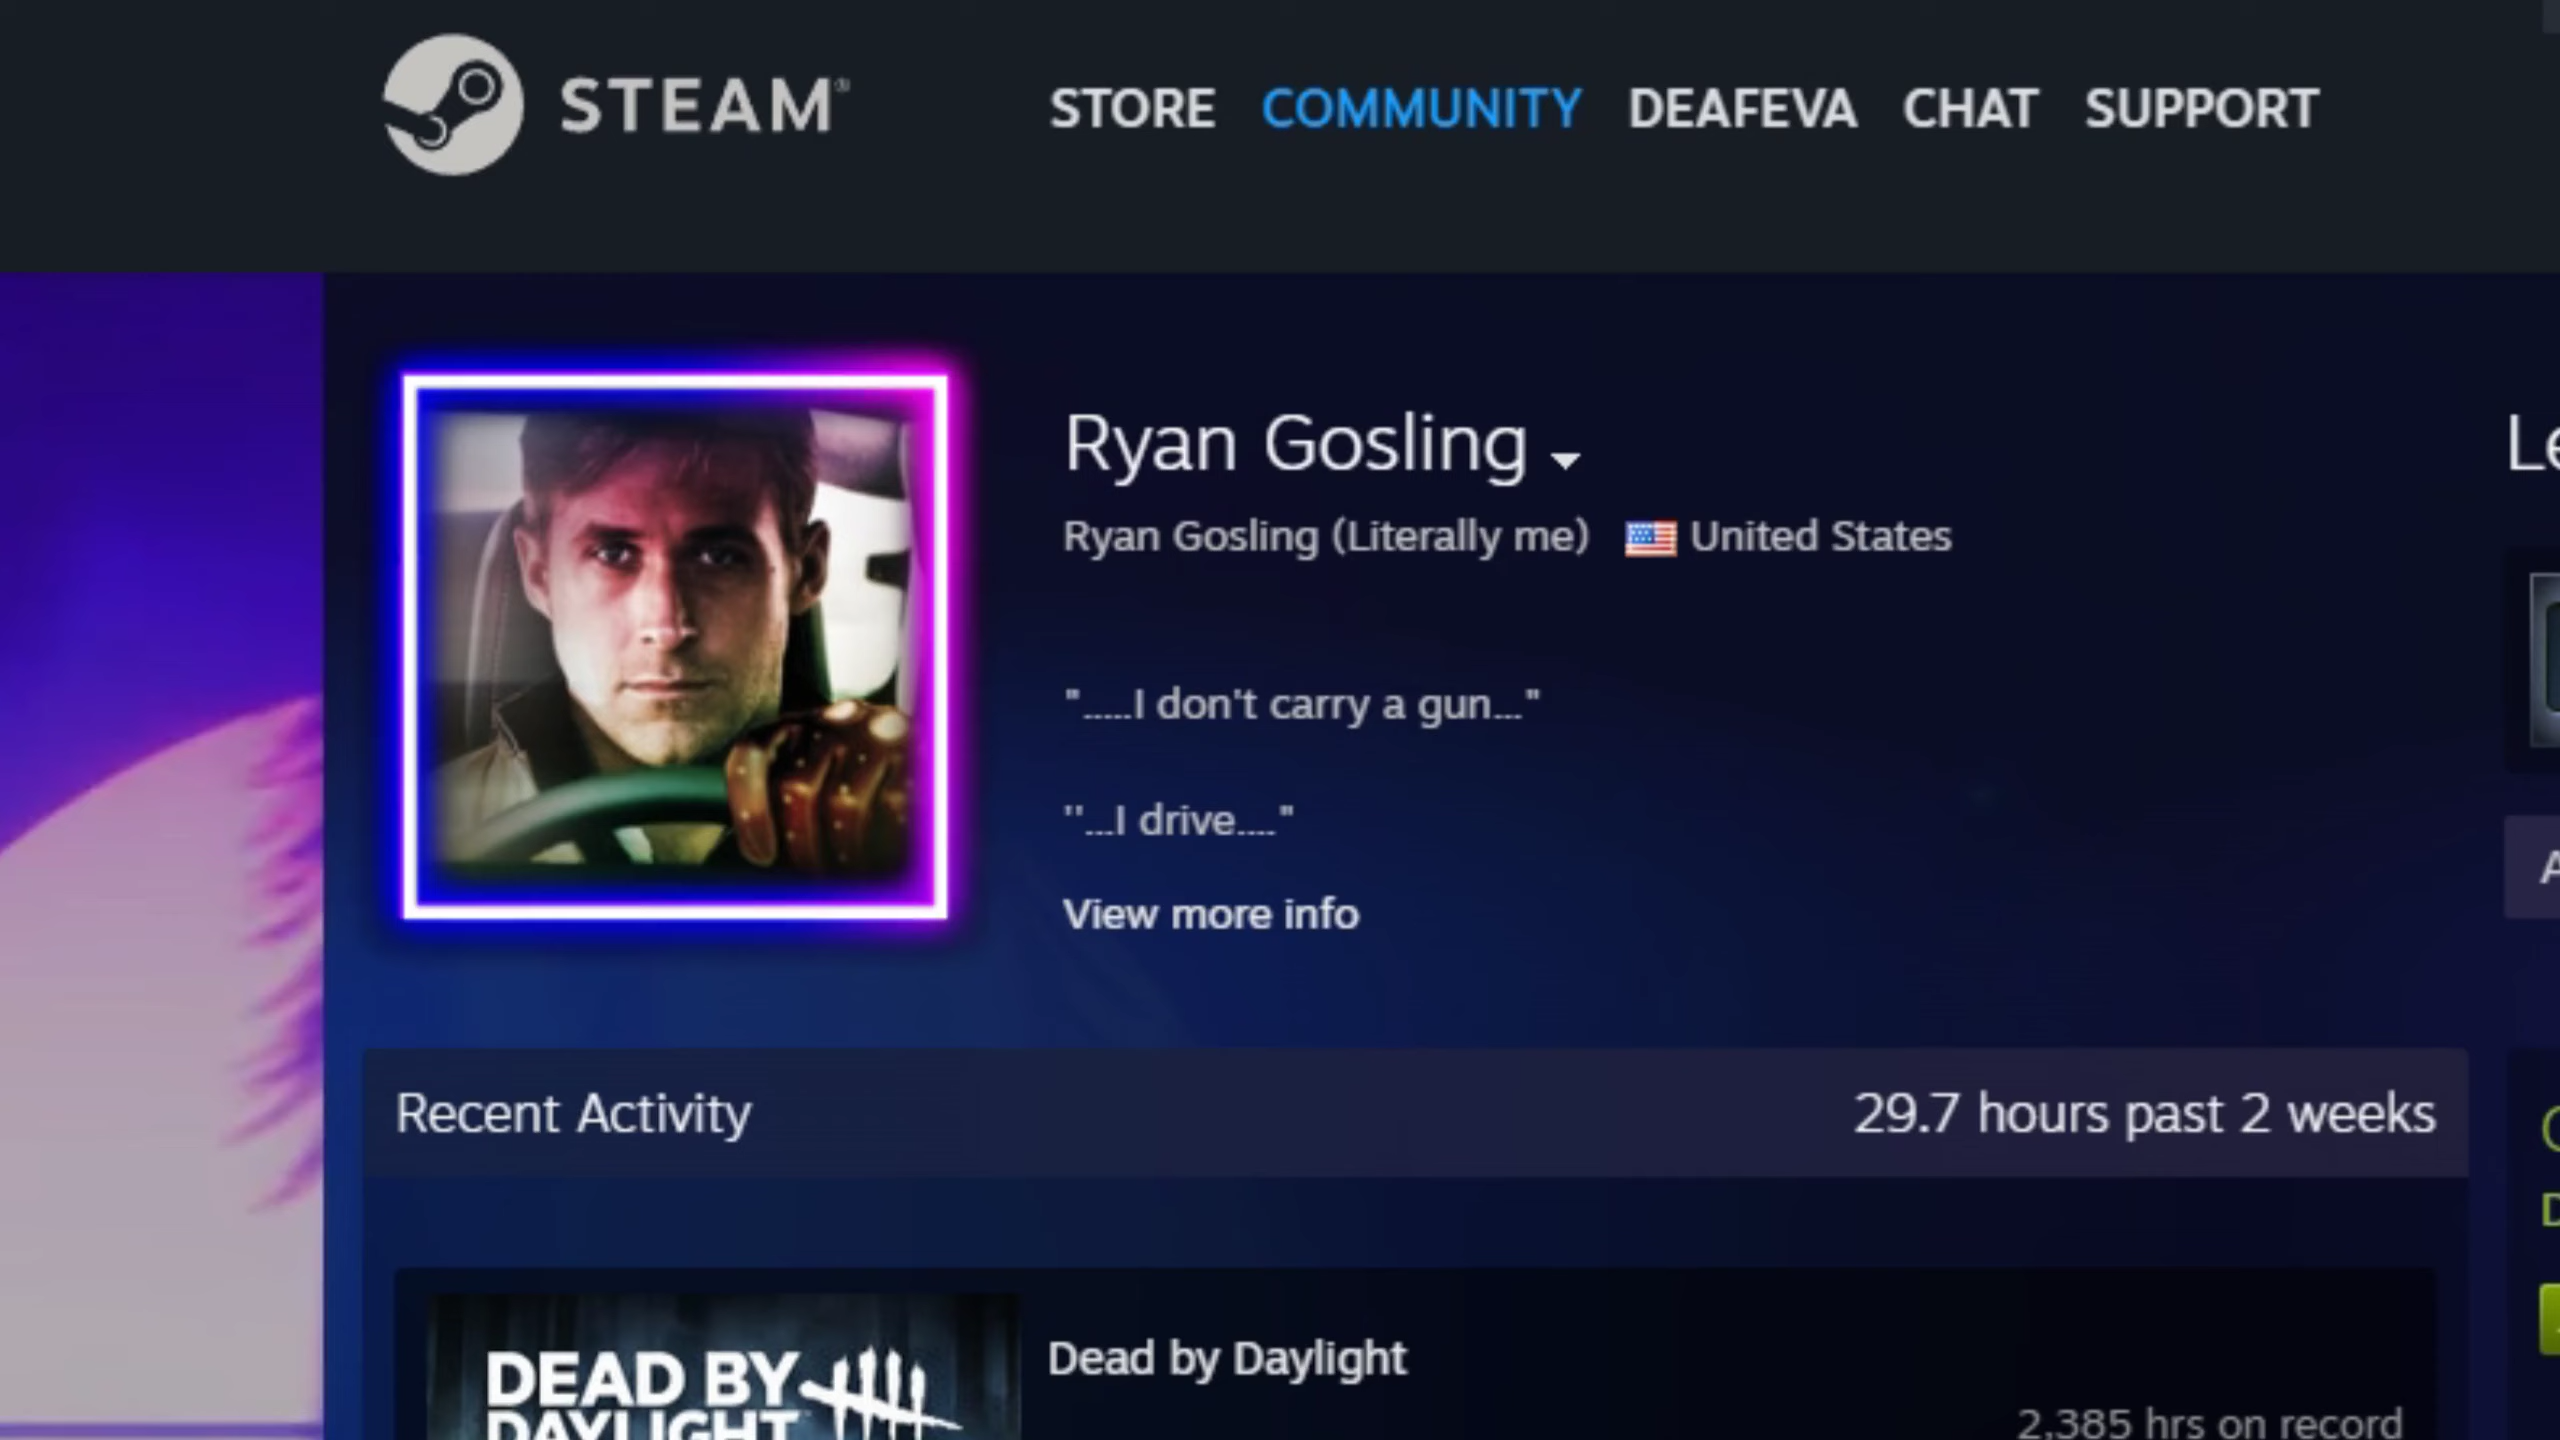 STEAM®
STORE COMMUNITY DEAFEVA CHAT SUPPORT
Ryan Gosling
Ryan Gosling (Literally me) United States
".....I don't carry a gun..."
"...I drive...."
View more info
Recent Activity 29.7 hours past 2 weeks
DEAD BY
DAYLIGHT
Dead by Daylight
2,385 hrs on record